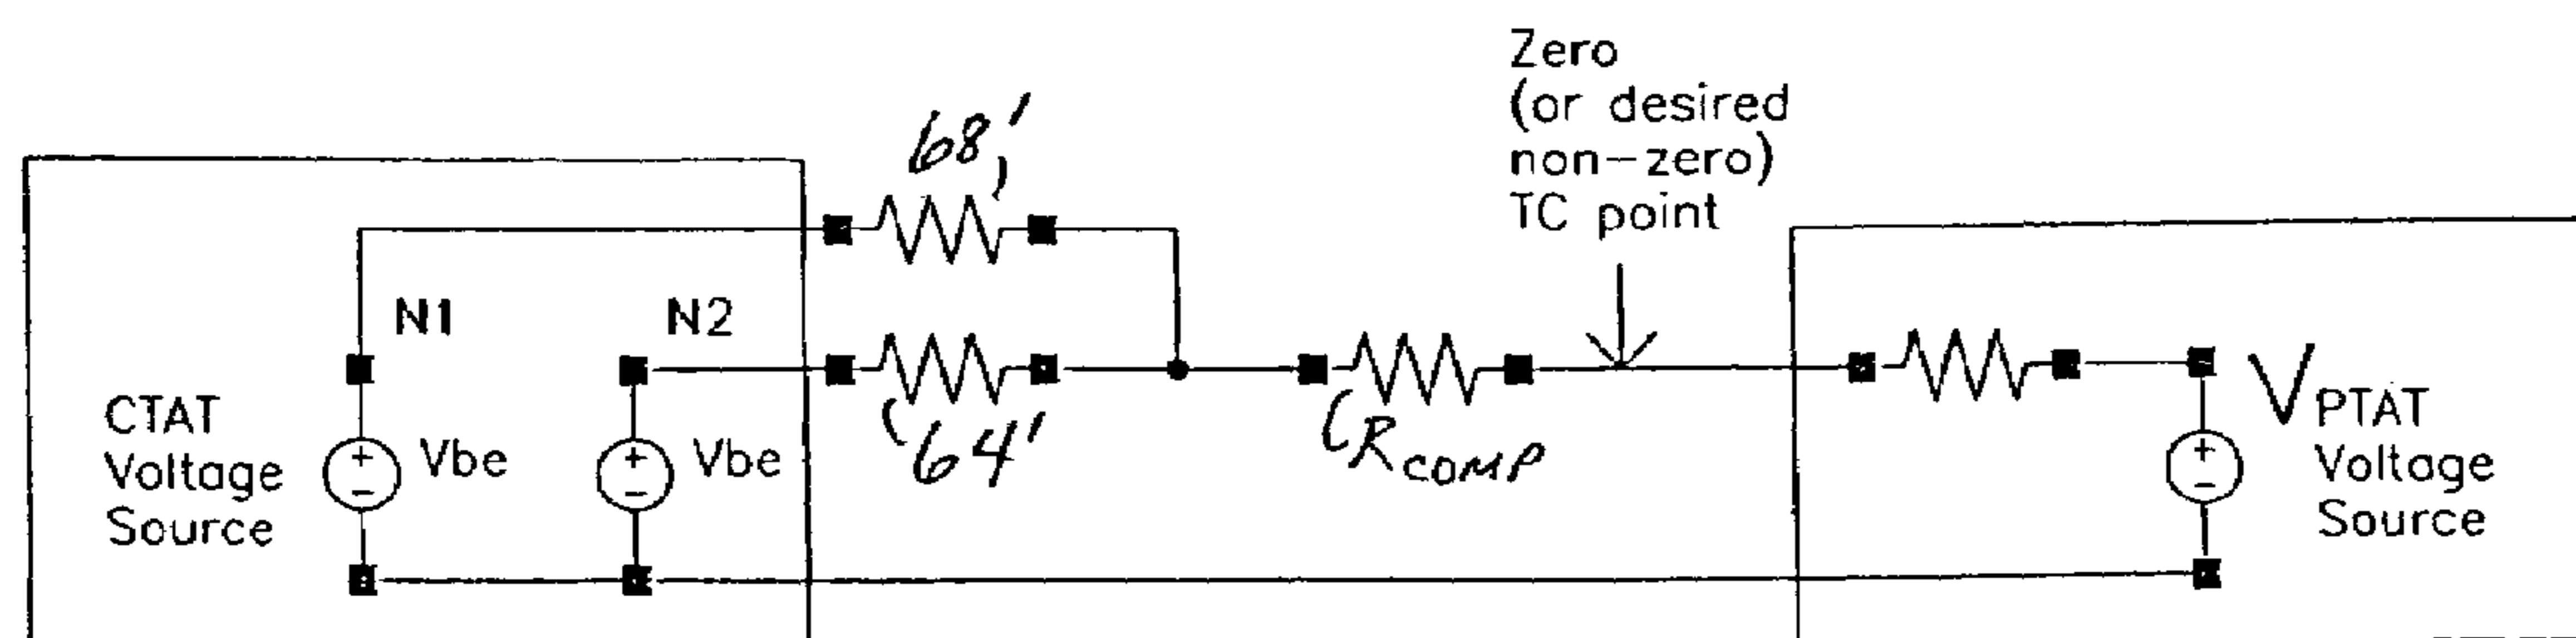 Zero
(or desired
non-zero)
TC point
68'
N1
N2
CTAT
Voltage
Source
Vbe
Vbe
64'
RCOMP
VPTAT
Voltage
Source